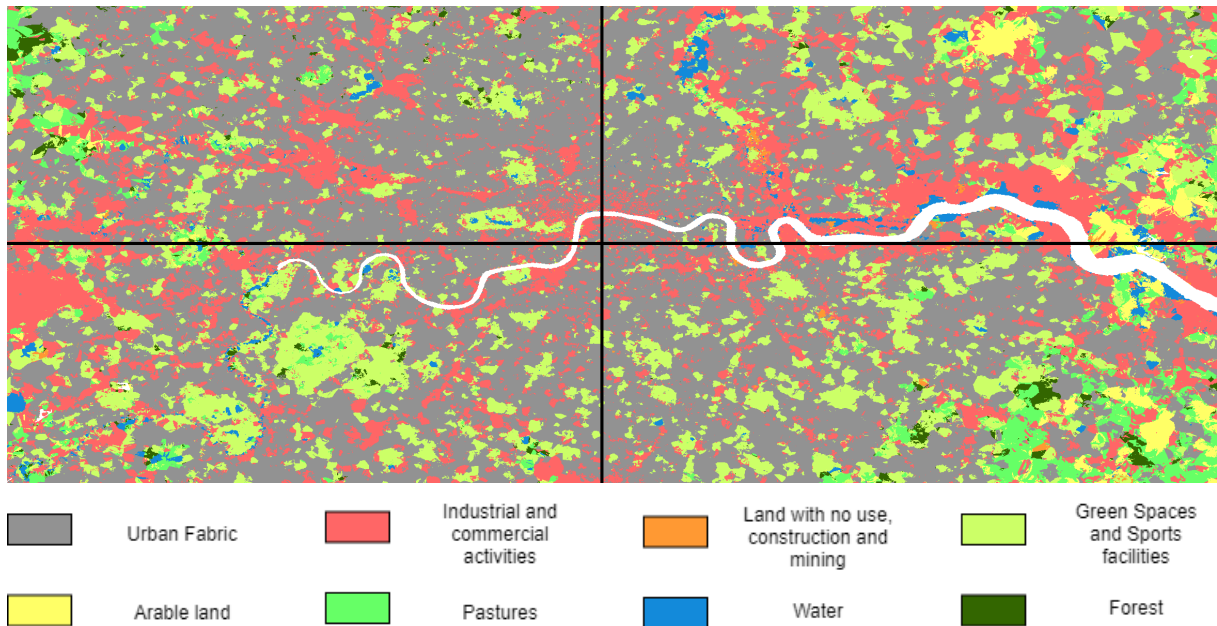 Urban Fabric
Industrial and
commercial
activities
Land with no use,
construction and
mining
Green Spaces
and Sports
facilities
Arable land
Pastures
Water
Forest